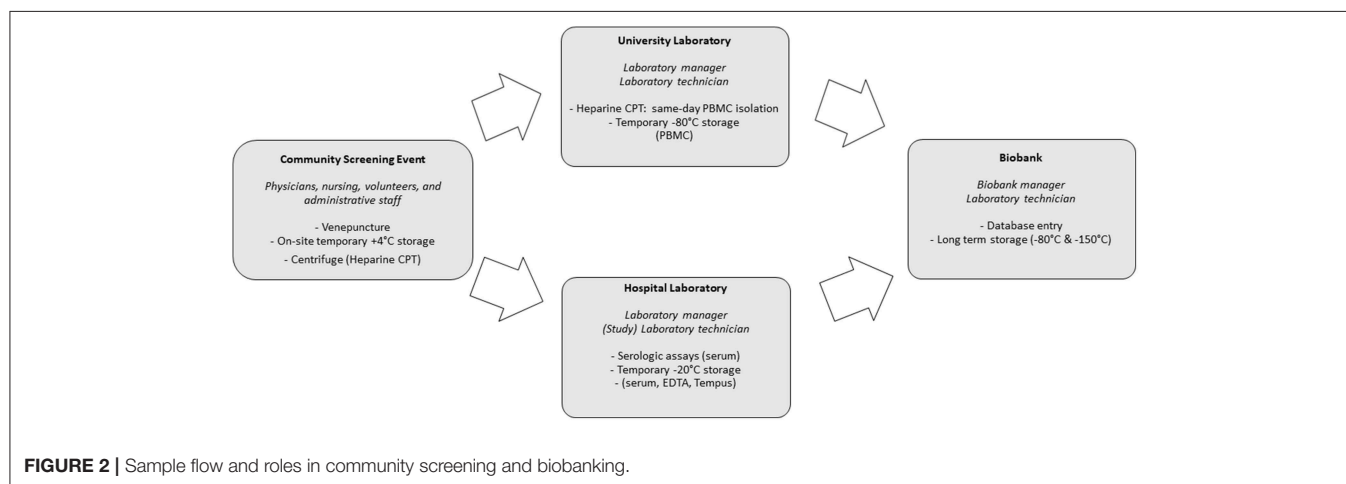 University Laboratory
Laboratory manager
Laboratory technician
- Heparine CPT: same-day PBMC isolation
- Temporary -80°C storage
(PBMC)
Community Screening Event
Physicians, nursing, volunteers, and
administrative staff
- Venepuncture
- On-site temporary +4°C storage
- Centrifuge (Heparine CPT)
Hospital Laboratory
Laboratory manager
(Study) Laboratory technician
- Serologic assays (serum)
- Temporary -20°C storage
- (serum, EDTA, Tempus)
Biobank
Biobank manager
Laboratory technician
- Database entry
- Long term storage (-80°C & -150°C)
FIGURE 2 | Sample flow and roles in community screening and biobanking.